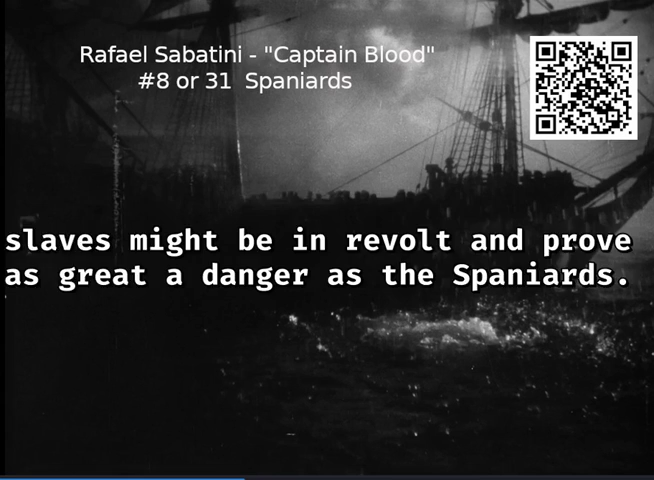 Rafael Sabatini - "Captain Blood"
#8 or 31  Spaniards
slaves might be in revolt and prove
as great a danger as the Spaniards.